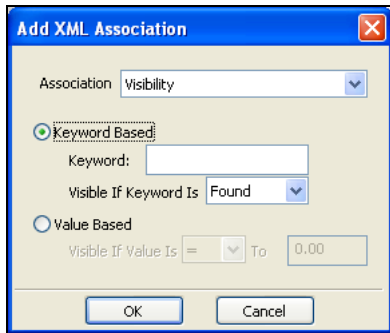 Add XML Association
Association Visibility
Keyword Based
Keyword:
Visible If Keyword Is Found
Value Based
Visible If Value Is = To 0.00
OK Cancel